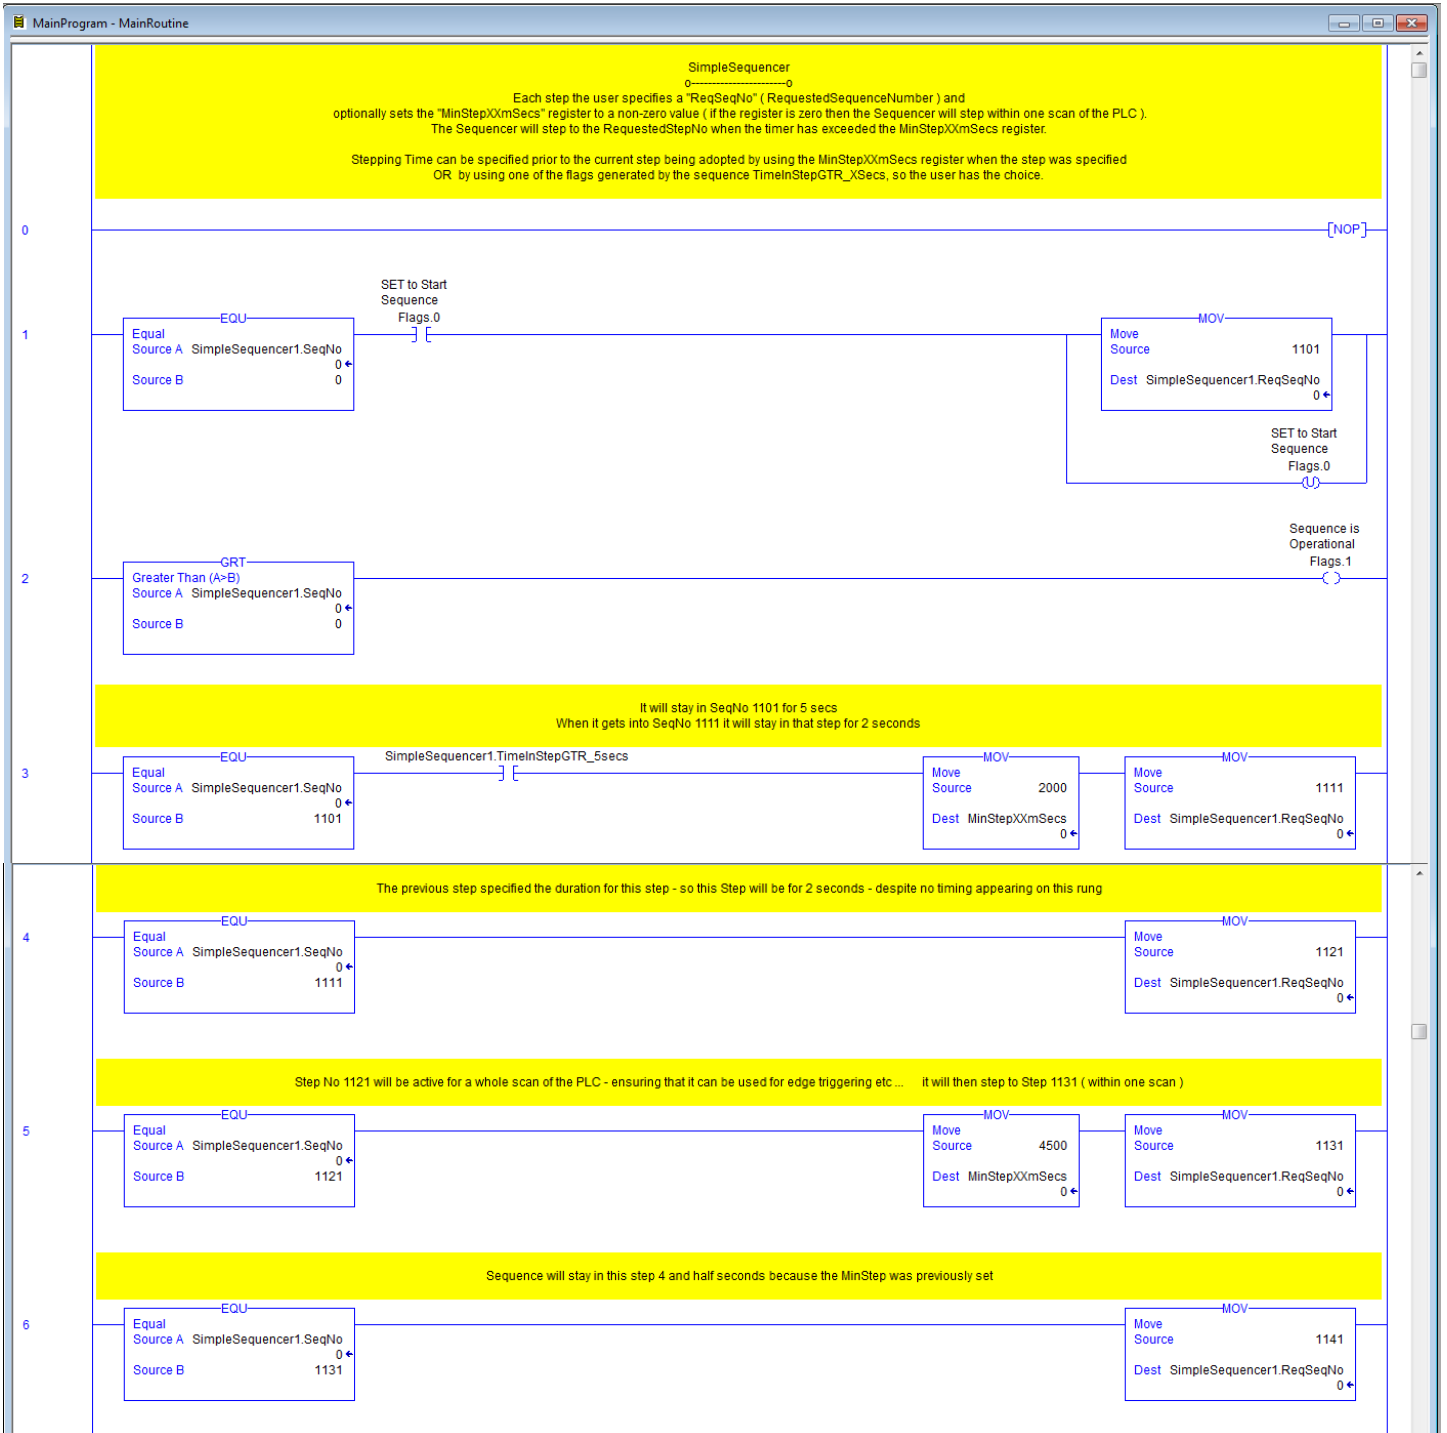 MainProgram - MainRoutine
SimpleSequencer
o-----------------------o
Each step the user specifies a "ReqSeqNo" ( RequestedSequenceNumber ) and
optionally sets the "MinStepXXmSecs" register to a non-zero value ( if the register is zero then the Sequencer will step within one scan of the PLC ).
The Sequencer will step to the RequestedStepNo when the timer has exceeded the MinStepXXmSecs register.
Stepping Time can be specified prior to the current step being adopted by using the MinStepXXmSecs register when the step was specified
OR by using one of the flags generated by the sequence TimeInStepGTR_XSecs, so the user has the choice.
0
NOP
1
EQU
Equal
Source A SimpleSequencer1.SeqNo
0
Source B 0
SET to Start
Sequence
Flags.0
MOV
Move
Source 1101
Dest SimpleSequencer1.ReqSeqNo
0
SET to Start
Sequence
Flags.0
U
2
GRT
Greater Than (A>B)
Source A SimpleSequencer1.SeqNo
0
Source B 0
Sequence is
Operational
Flags.1
It will stay in SeqNo 1101 for 5 secs
When it gets into SeqNo 1111 it will stay in that step for 2 seconds
3
EQU
Equal
Source A SimpleSequencer1.SeqNo
0
Source B 1101
SimpleSequencer1.TimeInStepGTR_5secs
MOV
Move
Source 2000
Dest MinStepXXmSecs
0
MOV
Move
Source 1111
Dest SimpleSequencer1.ReqSeqNo
0
The previous step specified the duration for this step - so this Step will be for 2 seconds - despite no timing appearing on this rung
4
EQU
Equal
Source A SimpleSequencer1.SeqNo
0
Source B 1111
MOV
Move
Source 1121
Dest SimpleSequencer1.ReqSeqNo
0
Step No 1121 will be active for a whole scan of the PLC - ensuring that it can be used for edge triggering etc ... it will then step to Step 1131 ( within one scan )
5
EQU
Equal
Source A SimpleSequencer1.SeqNo
0
Source B 1121
MOV
Move
Source 4500
Dest MinStepXXmSecs
0
MOV
Move
Source 1131
Dest SimpleSequencer1.ReqSeqNo
0
Sequence will stay in this step 4 and half seconds because the MinStep was previously set
6
EQU
Equal
Source A SimpleSequencer1.SeqNo
0
Source B 1131
MOV
Move
Source 1141
Dest SimpleSequencer1.ReqSeqNo
0